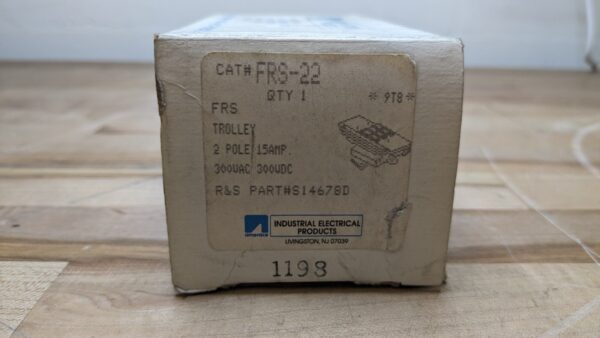 CAT# FRS-22
QTY 1
* 9T8 *
FRS
TROLLEY
2 POLE 15AMP.
300VAC 300VDC
R&S PART#S14678D
INDUSTRIAL ELECTRICAL
PRODUCTS
LIVINGSTON, NJ 07039
1198